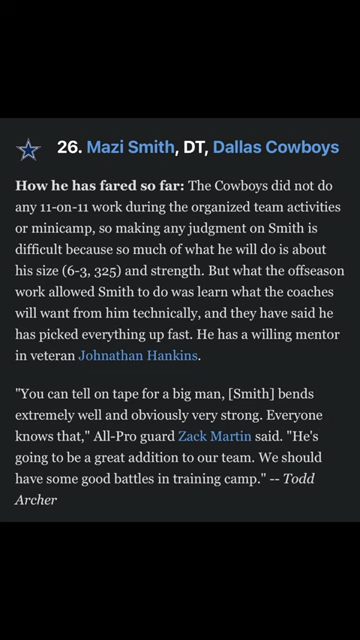 26. Mazi Smith, DT, Dallas Cowboys
How he has fared so far: The Cowboys did not do
any 11-on-11 work during the organized team activities
or minicamp, so making any judgment on Smith is
difficult because so much of what he will do is about
his size (6-3, 325) and strength. But what the offseason
work allowed Smith to do was learn what the coaches
will want from him technically, and they have said he
has picked everything up fast. He has a willing mentor
in veteran Johnathan Hankins.
"You can tell on tape for a big man, [Smith] bends
extremely well and obviously very strong. Everyone
knows that," All-Pro guard Zack Martin said. "He's
going to be a great addition to our team. We should
have some good battles in training camp." -- Todd
Archer